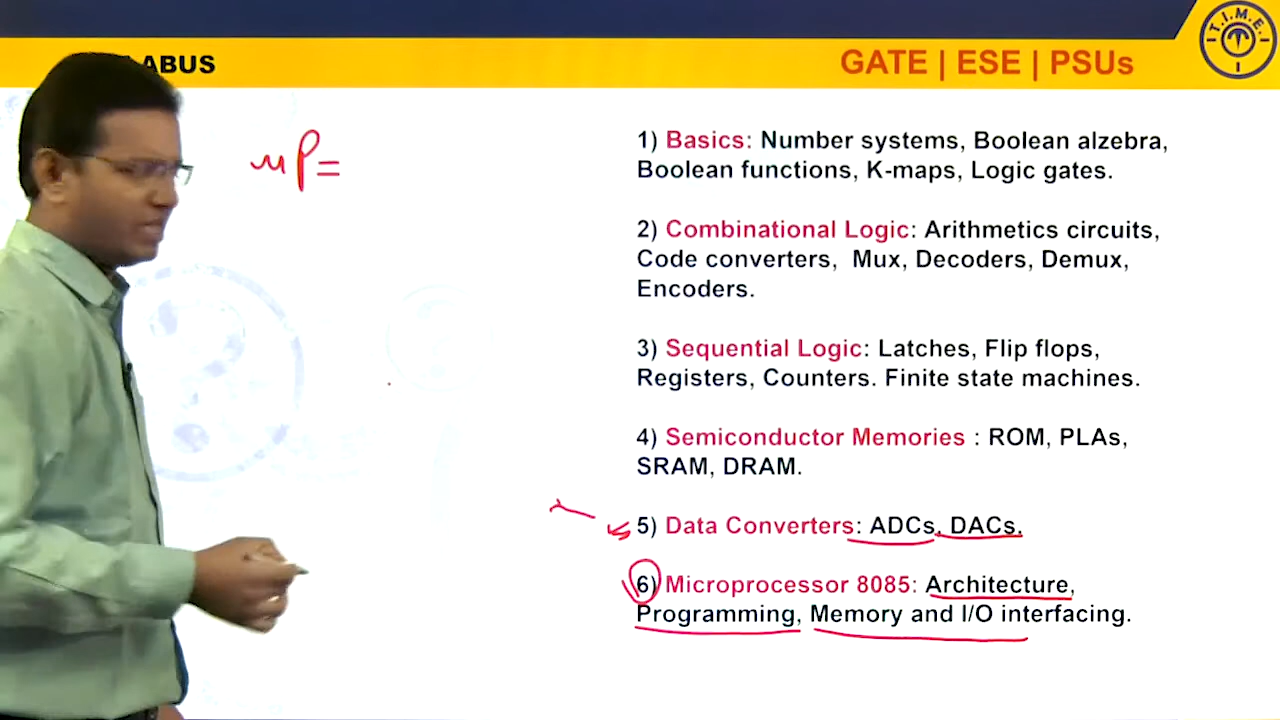 ABUS
GATE | ESE | PSUs
T.I.M.E.
μP=
1) Basics: Number systems, Boolean alzebra,
Boolean functions, K-maps, Logic gates.
2) Combinational Logic: Arithmetics circuits,
Code converters, Mux, Decoders, Demux,
Encoders.
3) Sequential Logic: Latches, Flip flops,
Registers, Counters. Finite state machines.
4) Semiconductor Memories : ROM, PLAs,
SRAM, DRAM.
5) Data Converters: ADCs, DACs.
6) Microprocessor 8085: Architecture,
Programming, Memory and I/O interfacing.